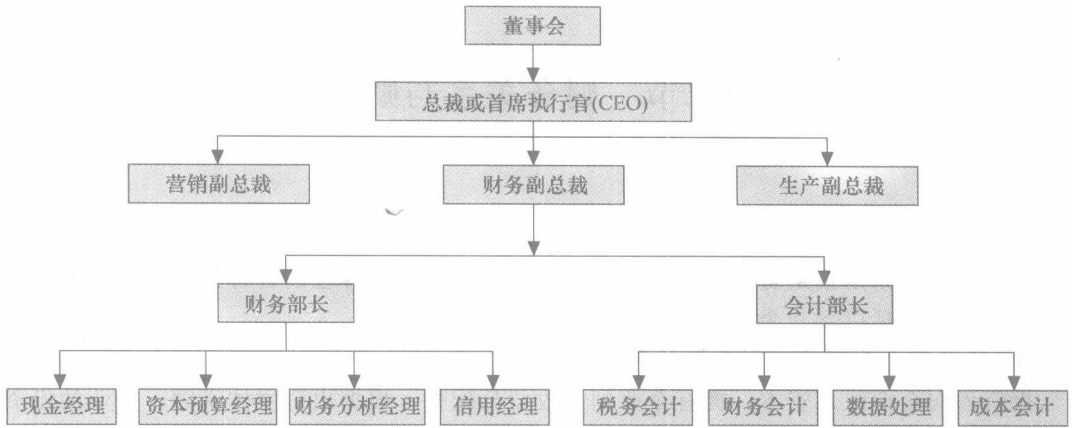 董事会
总裁或首席执行官(CEO)
营销副总裁 财务副总裁 生产副总裁
财务部长 会计部长
现金经理 资本预算经理 财务分析经理 信用经理 税务会计 财务会计 数据处理 成本会计